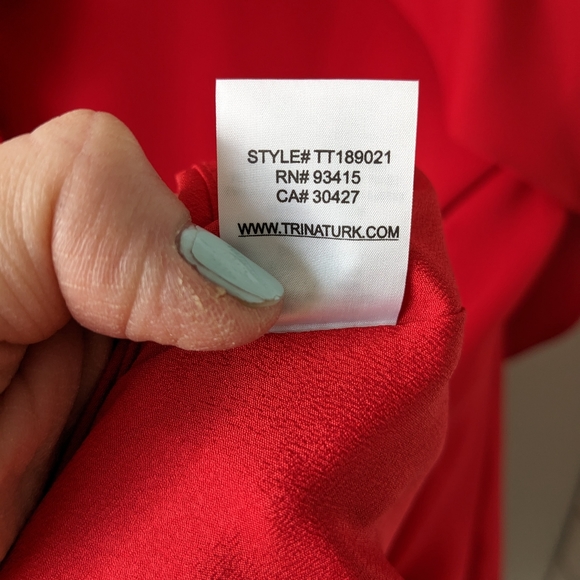 STYLE# TT189021
RN# 93415
CA# 30427
WWW.TRINATURK.COM